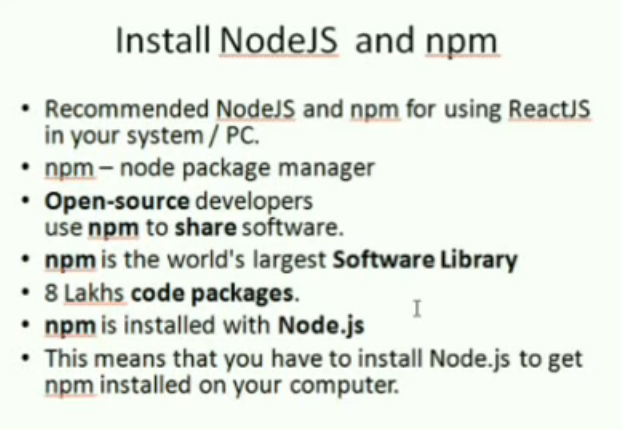 Install NodeJS and npm
• Recommended NodeJS and npm for using ReactJS
in your system / PC.
• npm – node package manager
• Open-source developers
use npm to share software.
• npm is the world's largest Software Library
• 8 Lakhs code packages.
• npm is installed with Node.js
• This means that you have to install Node.js to get
npm installed on your computer.